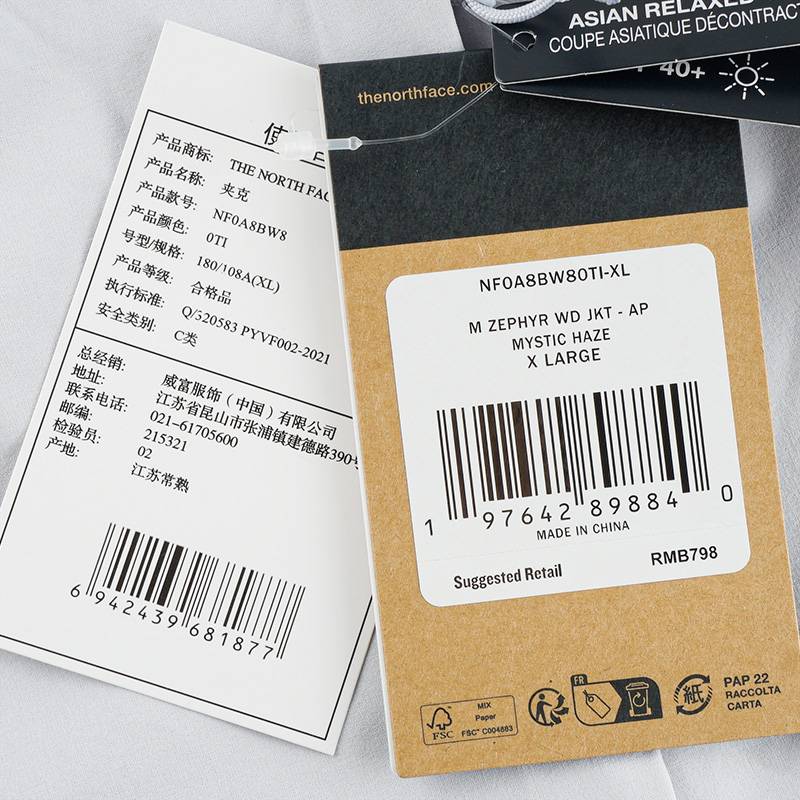 使
产品商标: THE NORTH FAC
产品名称: 夹克
产品款号: NF0A8BW8
产品颜色: 0TI
号型/规格: 180/108A(XL)
产品等级: 合格品
执行标准: Q/320583 PYVF002-2021
安全类别: C类
总经销: 威富服饰(中国)有限公司
地址: 江苏省昆山市张浦镇建德路390号
联系电话: 021-61705600
邮编: 215321
检验员: 02
产地: 江苏常熟
6 942439 681877
ASIAN RELAXED
COUPE ASIATIQUE DÉCONTRACT
40+
thenorthface.com
NF0A8BW80TI-XL
M ZEPHYR WD JKT - AP
MYSTIC HAZE
X LARGE
1 97642 89884 0
MADE IN CHINA
Suggested Retail RMB798
FSC
MIX
Paper
FSC® C004883
FR
紙
PAP 22
RACCOLTA
CARTA